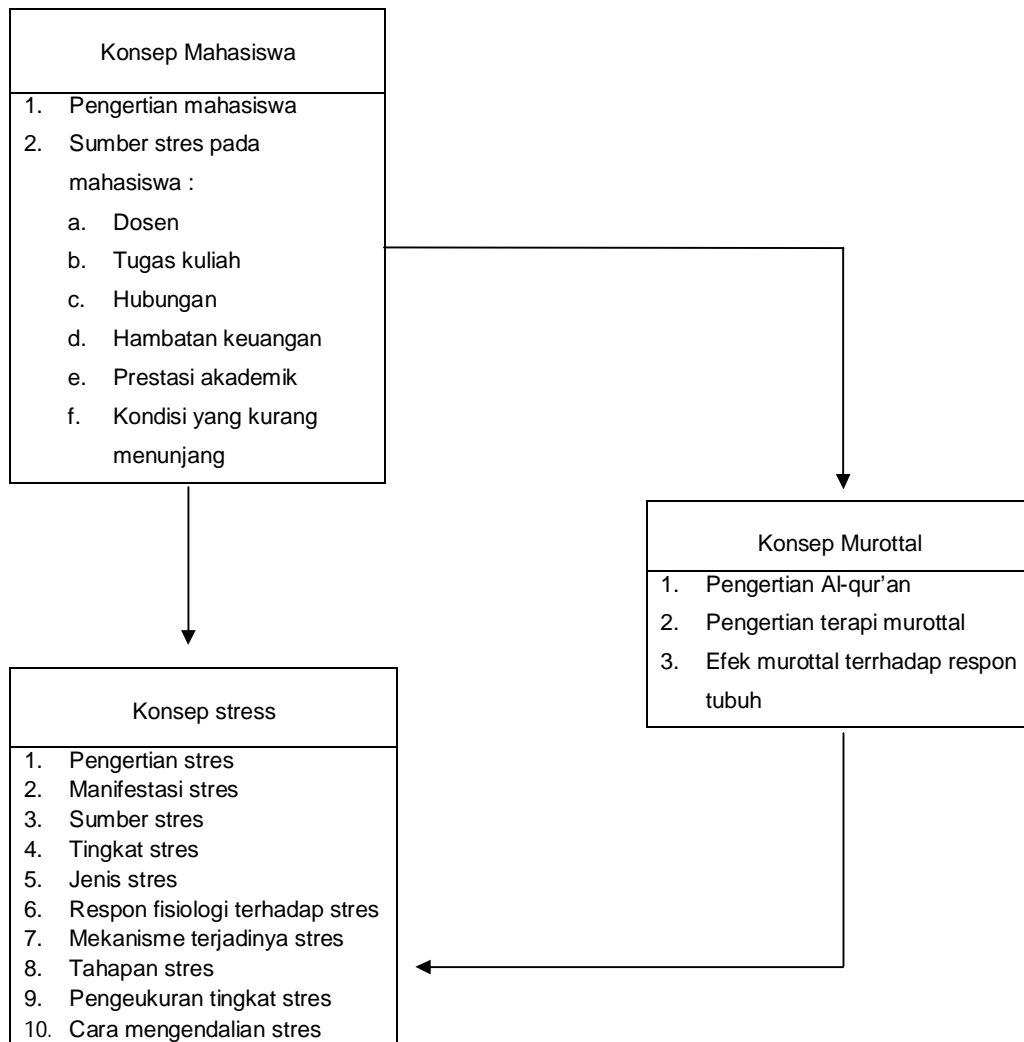 Konsep Mahasiswa
1. Pengertian mahasiswa
2. Sumber stres pada
mahasiswa :
a. Dosen
b. Tugas kuliah
c. Hubungan
d. Hambatan keuangan
e. Prestasi akademik
f. Kondisi yang kurang
menunjang
Konsep Murottal
1. Pengertian Al-qur’an
2. Pengertian terapi murottal
3. Efek murottal terrhadap respon
tubuh
Konsep stress
1. Pengertian stres
2. Manifestasi stres
3. Sumber stres
4. Tingkat stres
5. Jenis stres
6. Respon fisiologi terhadap stres
7. Mekanisme terjadinya stres
8. Tahapan stres
9. Pengeukuran tingkat stres
10. Cara mengendalian stres